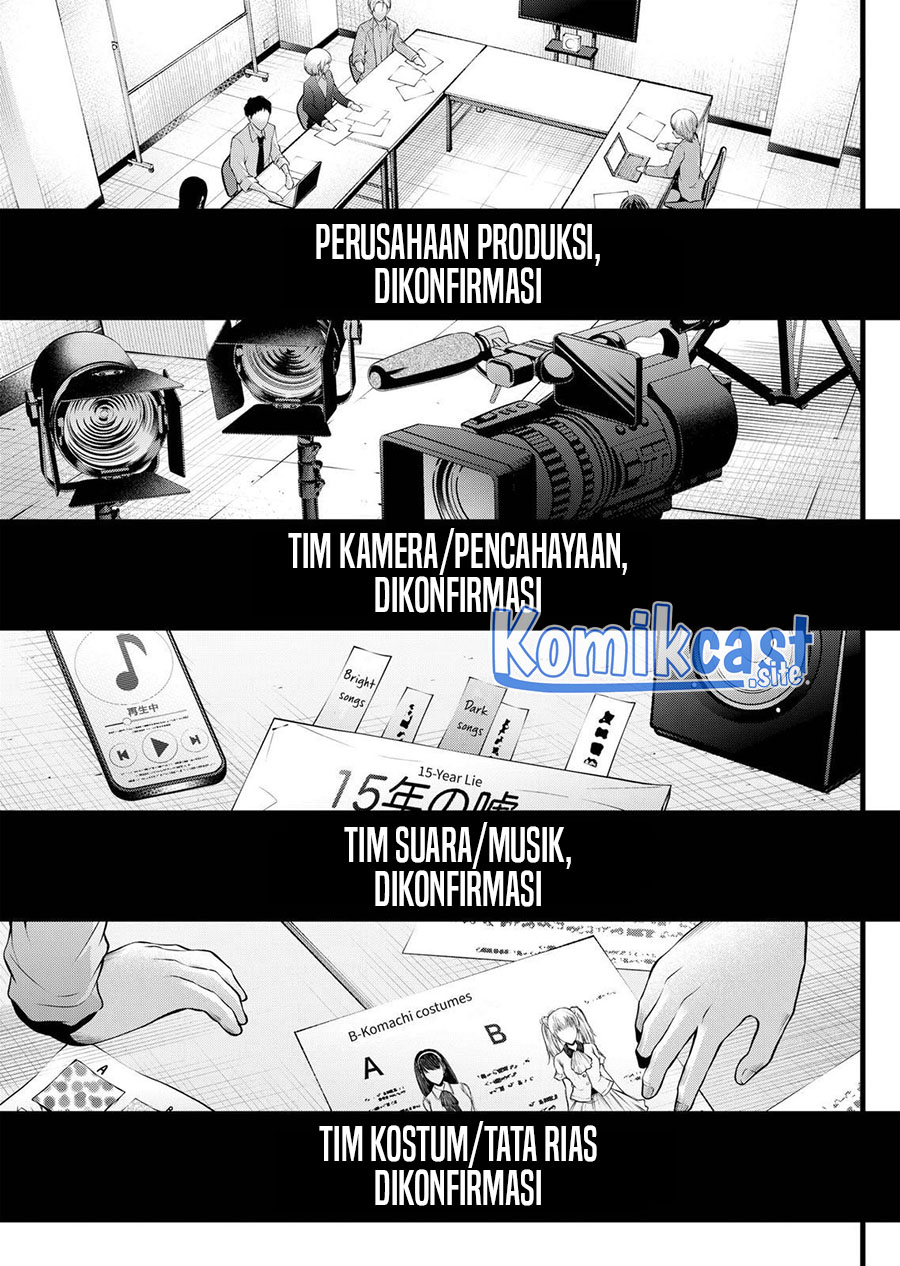 PERUSAHAAN PRODUKSI,
DIKONFIRMASI
TIM KAMERA/PENCAHAYAAN,
DIKONFIRMASI
Komikcast
.site
再生中
Bright
songs
Dark
songs
15-Year Lie
15年の嘘
TIM SUARA/MUSIK,
DIKONFIRMASI
B-Komachi costumes
A
B
A
TIM KOSTUM/TATA RIAS
DIKONFIRMASI